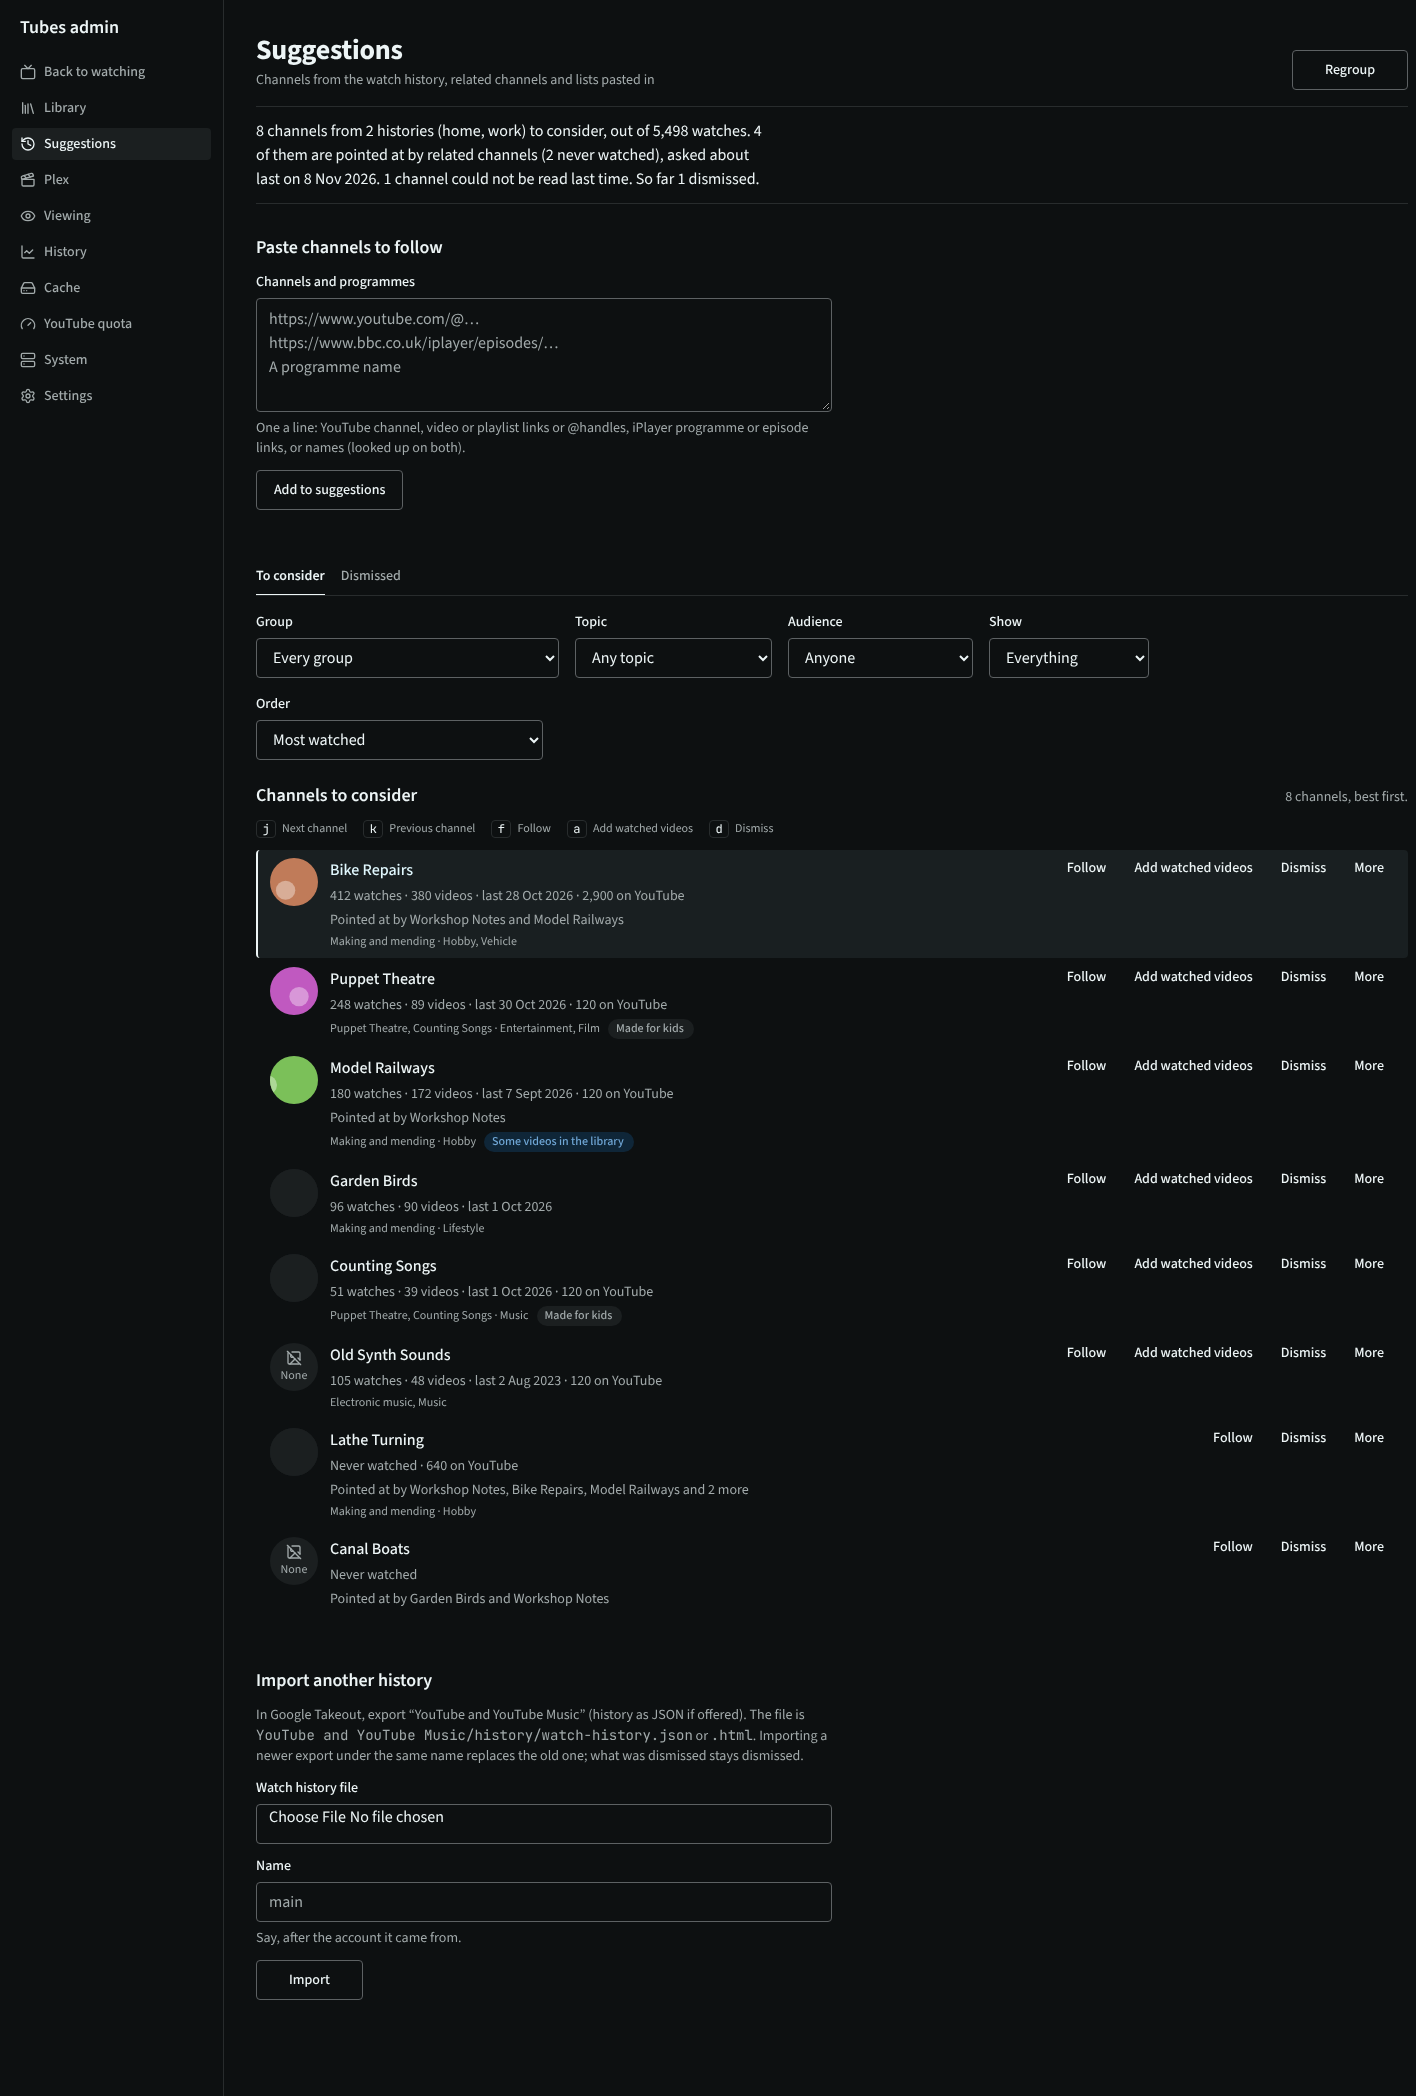 Tubes admin
Back to watching
Library
Suggestions
Plex
Viewing
History
Cache
YouTube quota
System
Settings
Suggestions
Channels from the watch history, related channels and lists pasted in
Regroup
8 channels from 2 histories (home, work) to consider, out of 5,498 watches. 4
of them are pointed at by related channels (2 never watched), asked about
last on 8 Nov 2026. 1 channel could not be read last time. So far 1 dismissed.
Paste channels to follow
Channels and programmes
https://www.youtube.com/@…
https://www.bbc.co.uk/iplayer/episodes/…
A programme name
One a line: YouTube channel, video or playlist links or @handles, iPlayer programme or episode
links, or names (looked up on both).
Add to suggestions
To consider Dismissed
Group Topic Audience Show
Every group Any topic Anyone Everything
Order
Most watched
Channels to consider 8 channels, best first.
j Next channel k Previous channel f Follow a Add watched videos d Dismiss
Bike Repairs Follow Add watched videos Dismiss More
412 watches · 380 videos · last 28 Oct 2026 · 2,900 on YouTube
Pointed at by Workshop Notes and Model Railways
Making and mending · Hobby, Vehicle
Puppet Theatre Follow Add watched videos Dismiss More
248 watches · 89 videos · last 30 Oct 2026 · 120 on YouTube
Puppet Theatre, Counting Songs · Entertainment, Film Made for kids
Model Railways Follow Add watched videos Dismiss More
180 watches · 172 videos · last 7 Sept 2026 · 120 on YouTube
Pointed at by Workshop Notes
Making and mending · Hobby Some videos in the library
Garden Birds Follow Add watched videos Dismiss More
96 watches · 90 videos · last 1 Oct 2026
Making and mending · Lifestyle
Counting Songs Follow Add watched videos Dismiss More
51 watches · 39 videos · last 1 Oct 2026 · 120 on YouTube
Puppet Theatre, Counting Songs · Music Made for kids
None
Old Synth Sounds Follow Add watched videos Dismiss More
105 watches · 48 videos · last 2 Aug 2023 · 120 on YouTube
Electronic music, Music
Lathe Turning Follow Dismiss More
Never watched · 640 on YouTube
Pointed at by Workshop Notes, Bike Repairs, Model Railways and 2 more
Making and mending · Hobby
None
Canal Boats Follow Dismiss More
Never watched
Pointed at by Garden Birds and Workshop Notes
Import another history
In Google Takeout, export “YouTube and YouTube Music” (history as JSON if offered). The file is
YouTube and YouTube Music/history/watch-history.json or .html. Importing a
newer export under the same name replaces the old one; what was dismissed stays dismissed.
Watch history file
Choose File No file chosen
Name
main
Say, after the account it came from.
Import